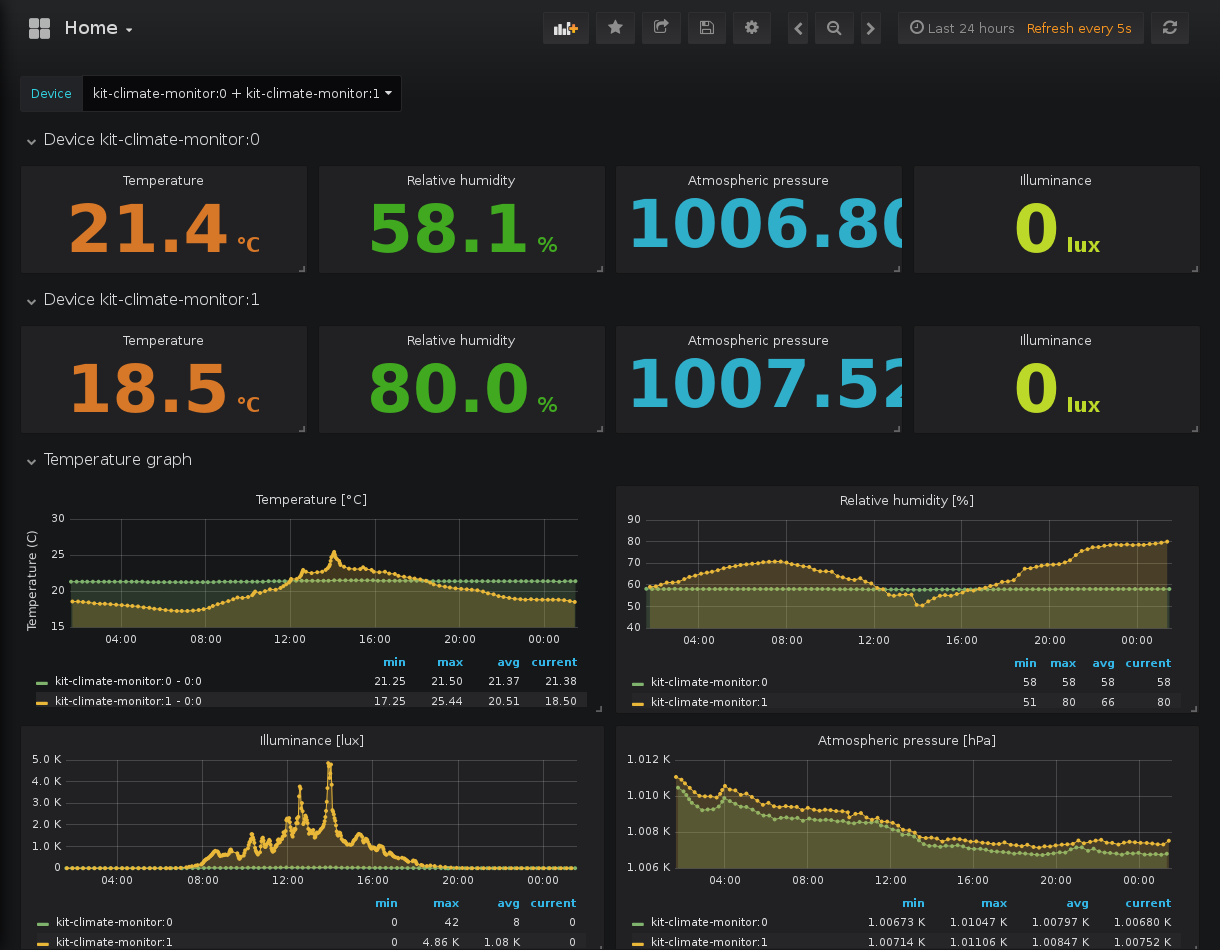 Home
Last 24 hours Refresh every 5s
Device kit-climate-monitor:0 + kit-climate-monitor:1
Device kit-climate-monitor:0
Temperature Relative humidity Atmospheric pressure Illuminance
21.4 °C 58.1 % 1006.80 0 lux
Device kit-climate-monitor:1
Temperature Relative humidity Atmospheric pressure Illuminance
18.5 °C 80.0 % 1007.52 0 lux
Temperature graph
Temperature [°C]
Temperature (C)
30
25
20
15
04:00 08:00 12:00 16:00 20:00 00:00
min max avg current
kit-climate-monitor:0 - 0:0 21.25 21.50 21.37 21.38
kit-climate-monitor:1 - 0:0 17.25 25.44 20.51 18.50
Relative humidity [%]
90
80
70
60
50
40
04:00 08:00 12:00 16:00 20:00 00:00
min max avg current
kit-climate-monitor:0 58 58 58 58
kit-climate-monitor:1 51 80 66 80
Illuminance [lux]
5.0 K
4.0 K
3.0 K
2.0 K
1.0 K
0
04:00 08:00 12:00 16:00 20:00 00:00
min max avg current
kit-climate-monitor:0 0 42 8 0
kit-climate-monitor:1 0 4.86 K 1.08 K 0
Atmospheric pressure [hPa]
1.012 K
1.010 K
1.008 K
1.006 K
04:00 08:00 12:00 16:00 20:00 00:00
min max avg current
kit-climate-monitor:0 1.00673 K 1.01047 K 1.00797 K 1.00680 K
kit-climate-monitor:1 1.00714 K 1.01106 K 1.00847 K 1.00752 K